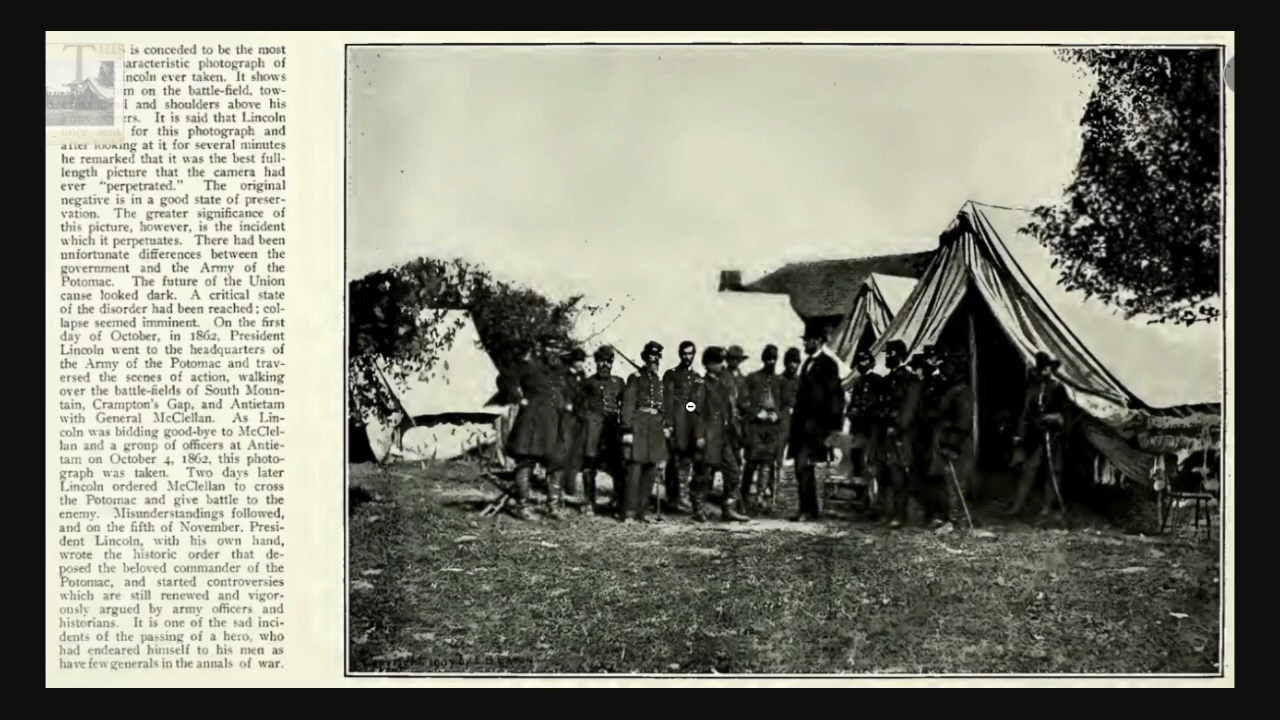 This is conceded to be the most
characteristic photograph of
Lincoln ever taken. It shows
him on the battle-field, tow-
and shoulders above his
It is said that Lincoln
once sent for this photograph and
after looking at it for several minutes
he remarked that it was the best full-
length picture that the camera had
ever “perpetrated.” The original
negative is in a good state of preser-
vation. The greater significance of
this picture, however, is the incident
which it perpetuates. There had been
unfortunate differences between the
government and the Army of the
Potomac. The future of the Union
cause looked dark. A critical state
of the disorder had been reached; col-
lapse seemed imminent. On the first
day of October, in 1862, President
Lincoln went to the headquarters of
the Army of the Potomac and trav-
ersed the scenes of action, walking
over the battle-fields of South Moun-
tain, Crampton's Gap, and Antietam
with General McClellan. As Lin-
coln was bidding good-bye to McClel-
lan and a group of officers at Antie-
tam on October 4, 1862, this photo-
graph was taken. Two days later
Lincoln ordered McClellan to cross
the Potomac and give battle to the
enemy. Misunderstandings followed,
and on the fifth of November, Presi-
dent Lincoln, with his own hand,
wrote the historic order that de-
posed the beloved commander of the
Potomac, and started controversies
which are still renewed and vigor-
ously argued by army officers and
historians. It is one of the sad inci-
dents of the passing of a hero, who
had endeared himself to his men as
have few generals in the annals of war.
Copyright 1907 by E.B. EATON